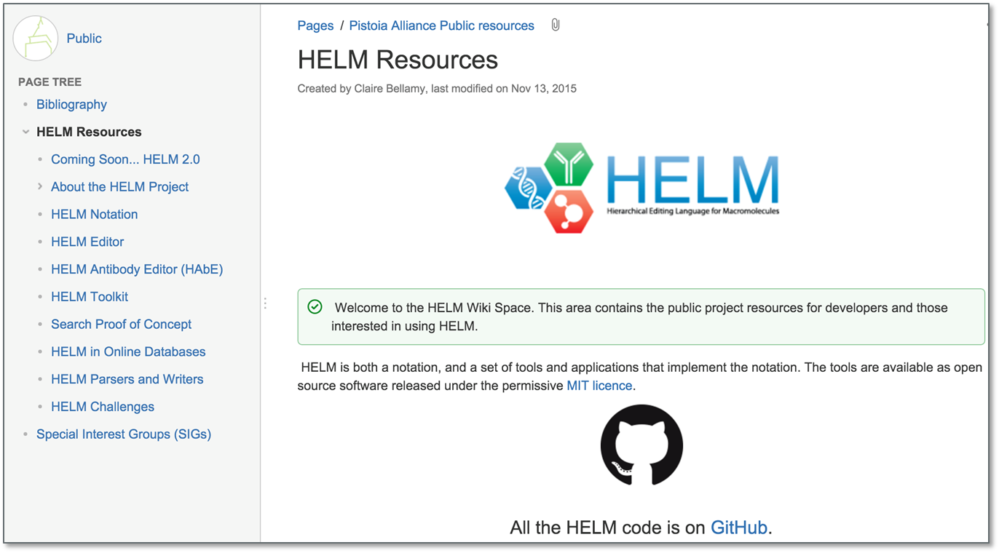 Public
PAGE TREE
Bibliography
HELM Resources
Coming Soon... HELM 2.0
About the HELM Project
HELM Notation
HELM Editor
HELM Antibody Editor (HAbE)
HELM Toolkit
Search Proof of Concept
HELM in Online Databases
HELM Parsers and Writers
HELM Challenges
Special Interest Groups (SIGs)
Pages / Pistoia Alliance Public resources
HELM Resources
Created by Claire Bellamy, last modified on Nov 13, 2015
HELM
Hierarchical Editing Language for Macromolecules
Welcome to the HELM Wiki Space. This area contains the public project resources for developers and those
interested in using HELM.
HELM is both a notation, and a set of tools and applications that implement the notation. The tools are available as open
source software released under the permissive MIT licence.
All the HELM code is on GitHub.